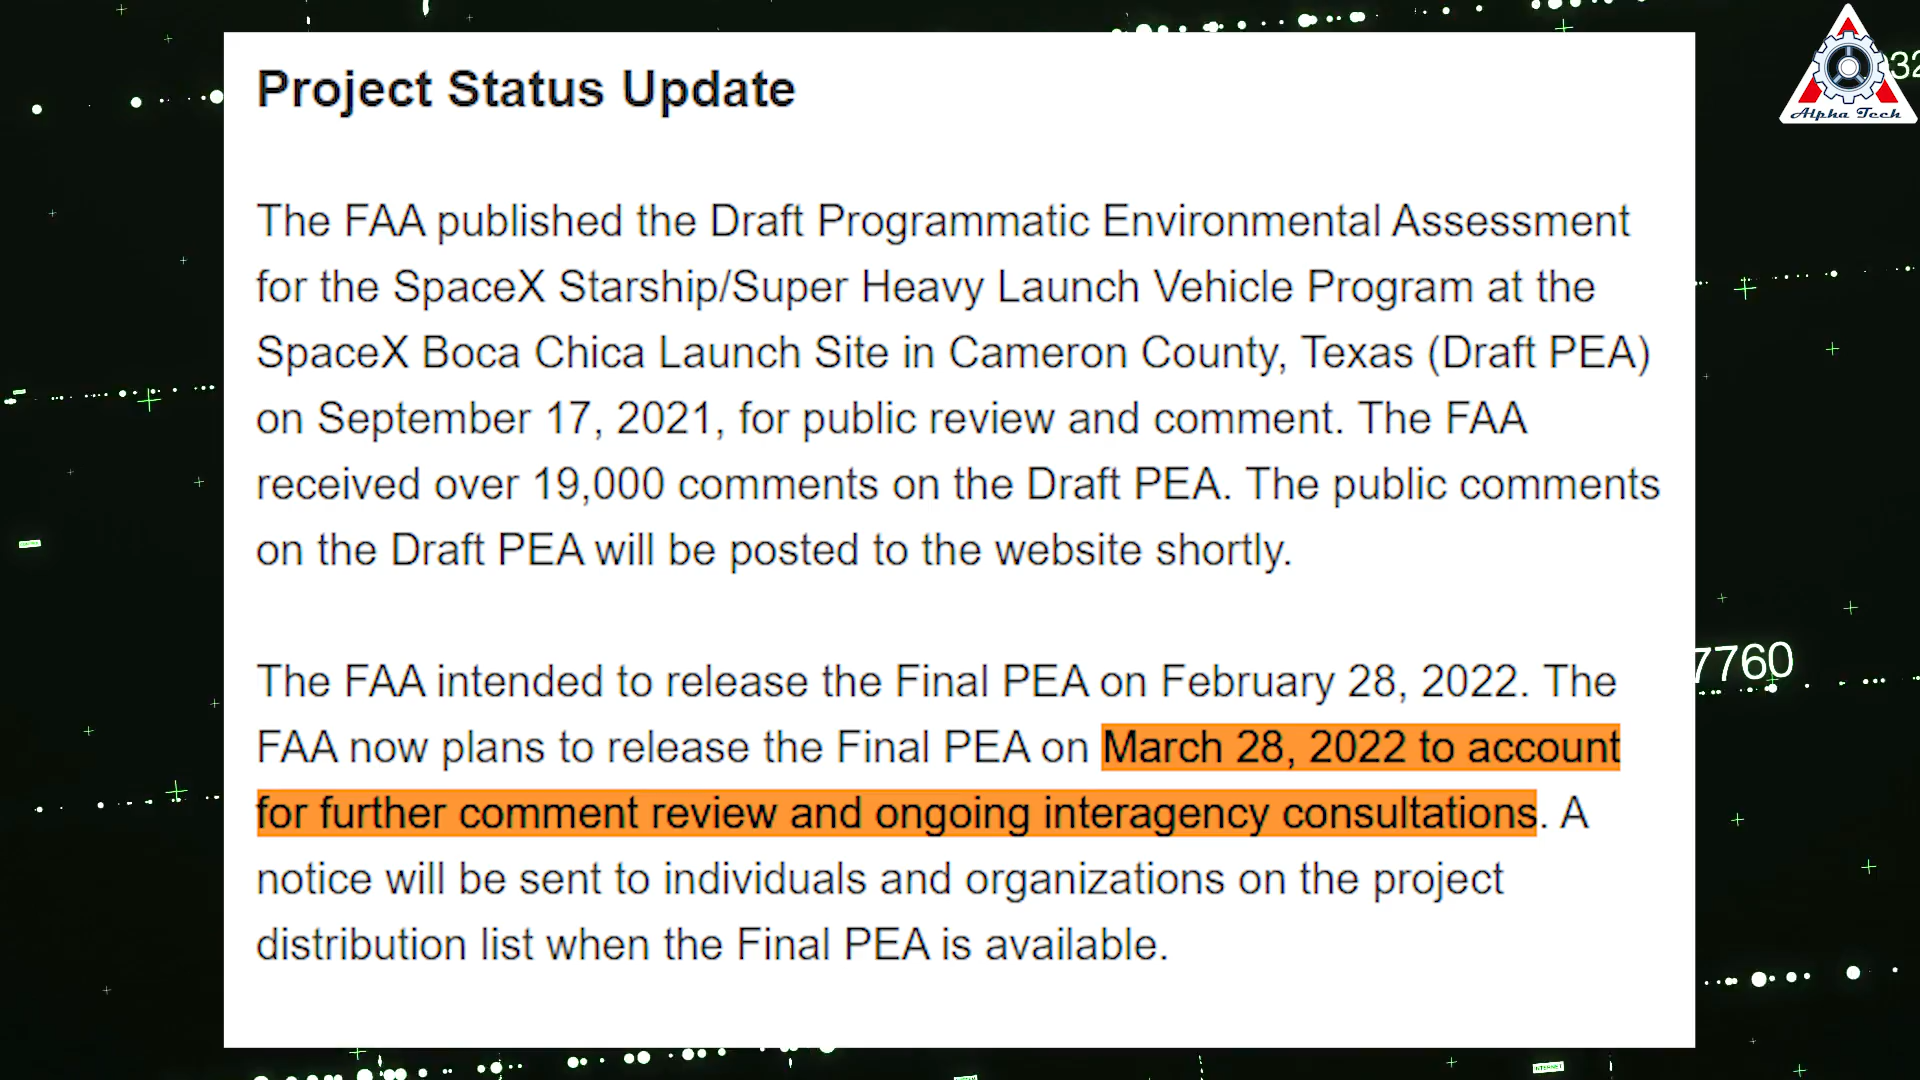 Project Status Update
The FAA published the Draft Programmatic Environmental Assessment
for the SpaceX Starship/Super Heavy Launch Vehicle Program at the
SpaceX Boca Chica Launch Site in Cameron County, Texas (Draft PEA)
on September 17, 2021, for public review and comment. The FAA
received over 19,000 comments on the Draft PEA. The public comments
on the Draft PEA will be posted to the website shortly.
The FAA intended to release the Final PEA on February 28, 2022. The
FAA now plans to release the Final PEA on March 28, 2022 to account
for further comment review and ongoing interagency consultations. A
notice will be sent to individuals and organizations on the project
distribution list when the Final PEA is available.
Alpha Tech
32
7760